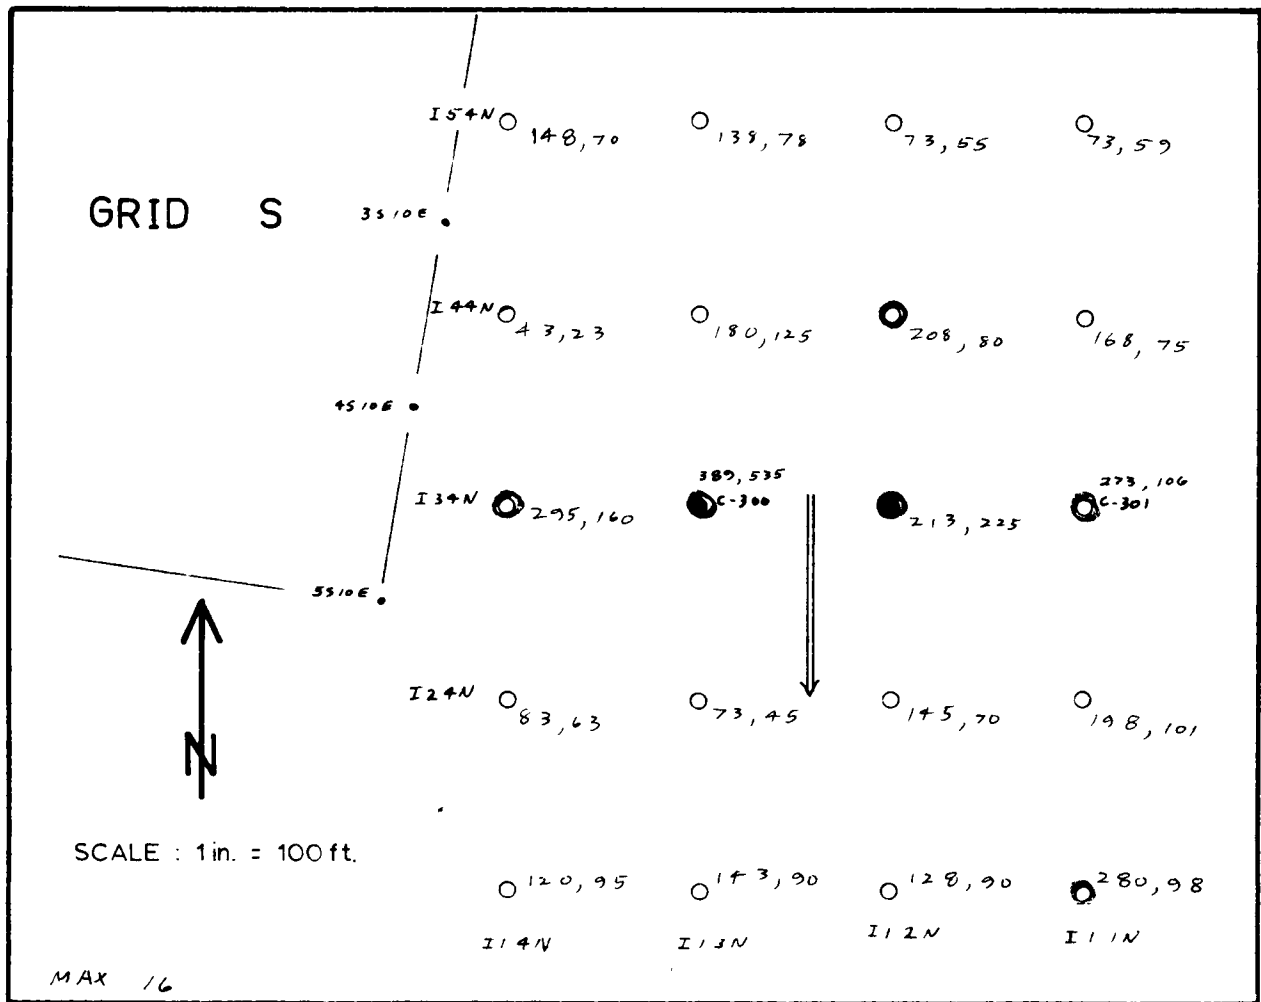 I54N 148,70 138,78 73,55 73,59
GRID S 3S10E
I44N 43,23 180,125 208,80 168,75
4S10E
389,535 273,106
I34N 295,160 C-300 213,225 C-301
5S10E
I24N 83,63 73,45 145,70 198,101
N
SCALE : 1 in. = 100 ft.
120,95 143,90 128,90 280,98
I14N I13N I12N I11N
MAX 16